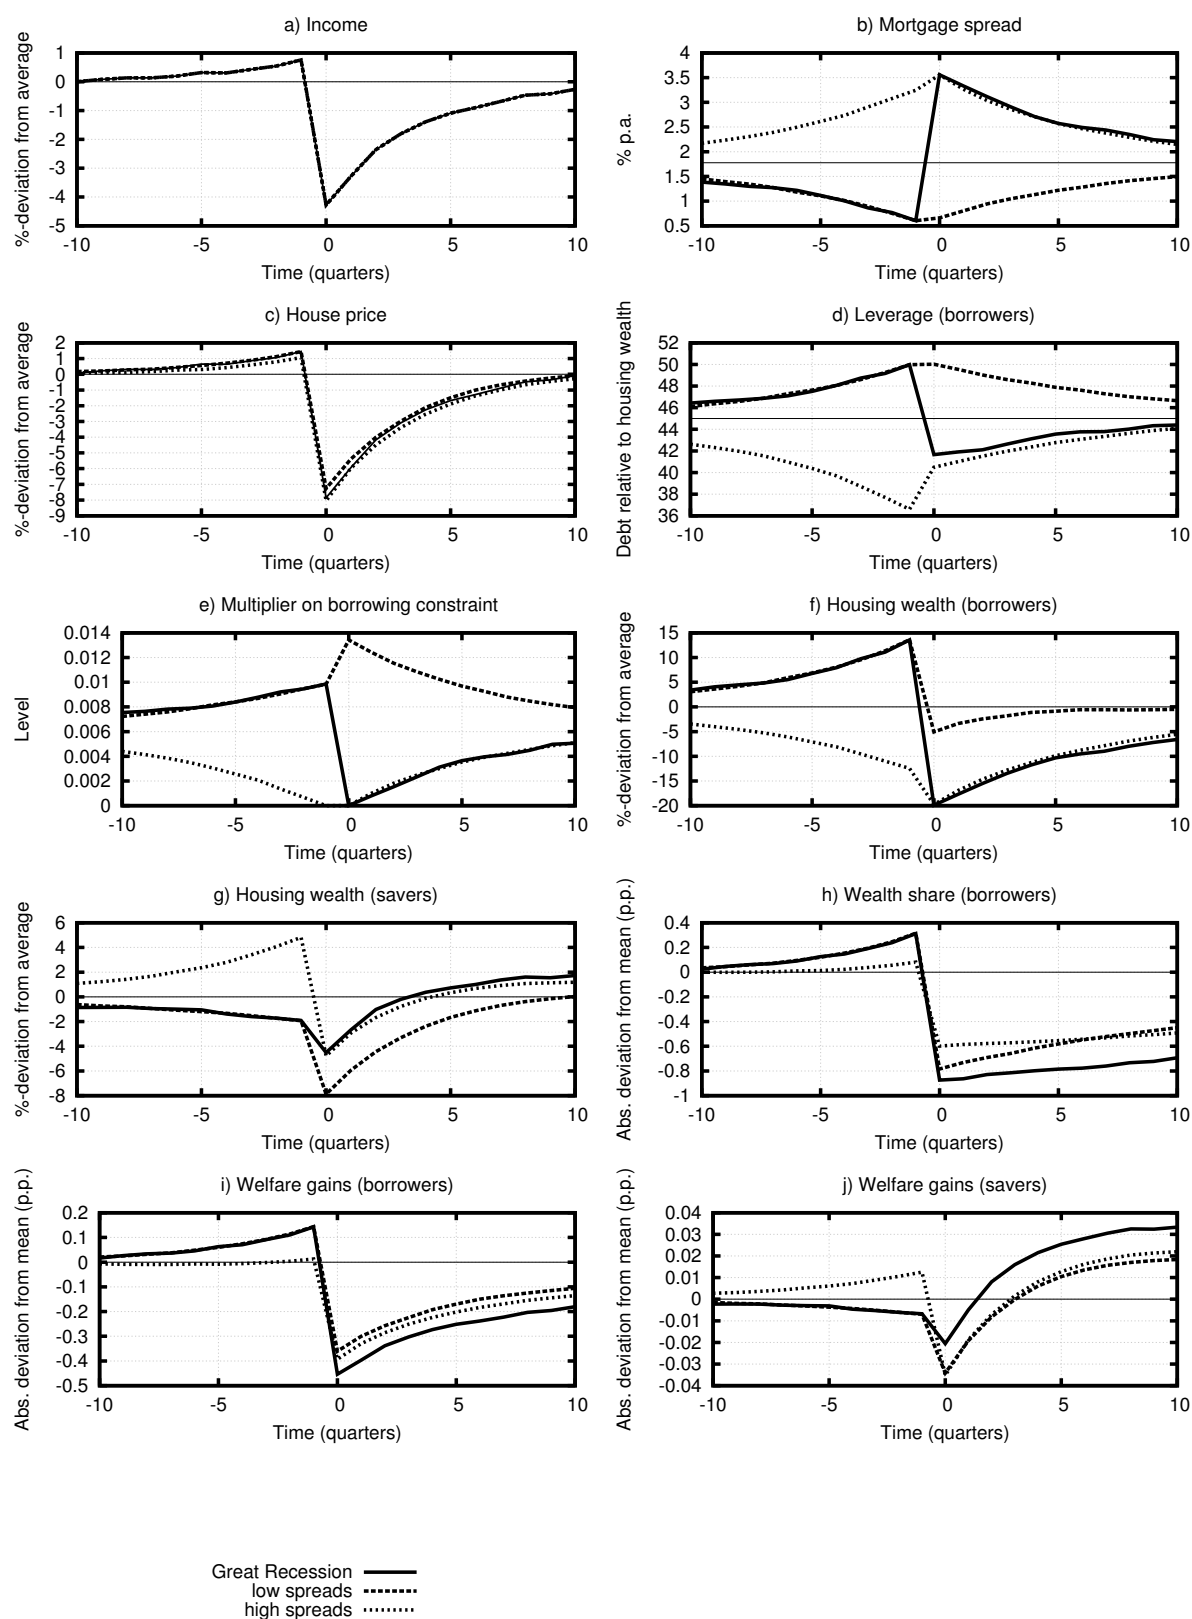 a) Income
%-deviation from average
1
0
-1
-2
-3
-4
-5
-10 -5 0 5 10
Time (quarters)
b) Mortgage spread
% p.a.
4
3.5
3
2.5
2
1.5
1
0.5
-10 -5 0 5 10
Time (quarters)
c) House price
%-deviation from average
2
1
0
-1
-2
-3
-4
-5
-6
-7
-8
-9
-10 -5 0 5 10
Time (quarters)
d) Leverage (borrowers)
Debt relative to housing wealth
52
50
48
46
44
42
40
38
36
-10 -5 0 5 10
Time (quarters)
e) Multiplier on borrowing constraint
Level
0.014
0.012
0.01
0.008
0.006
0.004
0.002
0
-10 -5 0 5 10
Time (quarters)
f) Housing wealth (borrowers)
%-deviation from average
15
10
5
0
-5
-10
-15
-20
-10 -5 0 5 10
Time (quarters)
g) Housing wealth (savers)
%-deviation from average
6
4
2
0
-2
-4
-6
-8
-10 -5 0 5 10
Time (quarters)
h) Wealth share (borrowers)
Abs. deviation from mean (p.p.)
0.4
0.2
0
-0.2
-0.4
-0.6
-0.8
-1
-10 -5 0 5 10
Time (quarters)
i) Welfare gains (borrowers)
Abs. deviation from mean (p.p.)
0.2
0.1
0
-0.1
-0.2
-0.3
-0.4
-0.5
-10 -5 0 5 10
Time (quarters)
j) Welfare gains (savers)
Abs. deviation from mean (p.p.)
0.04
0.03
0.02
0.01
0
-0.01
-0.02
-0.03
-0.04
-10 -5 0 5 10
Time (quarters)
Great Recession
low spreads
high spreads